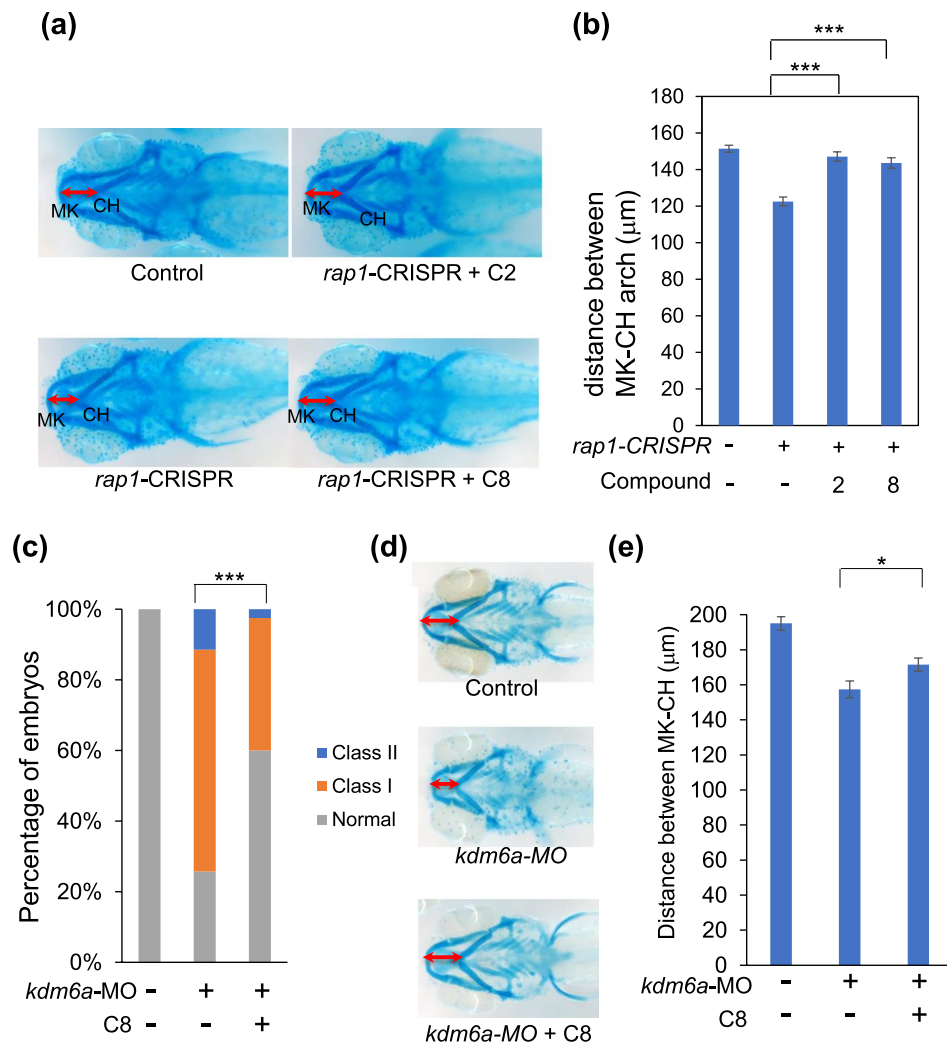 (a)
MK
CH
Control
MK
CH
rap1-CRISPR + C2
MK
CH
rap1-CRISPR
MK
CH
rap1-CRISPR + C8
(b)
***
***
distance between
MK-CH arch (μm)
180
160
140
120
100
80
60
40
20
0
rap1-CRISPR - + + +
Compound - - 2 8
(c)
***
Percentage of embryos
100%
80%
60%
40%
20%
0%
Class II
Class I
Normal
kdm6a-MO - + +
C8 - - +
(d)
Control
kdm6a-MO
kdm6a-MO + C8
(e)
*
Distance between MK-CH (μm)
200
180
160
140
120
100
80
60
40
20
0
kdm6a-MO - + +
C8 - - +